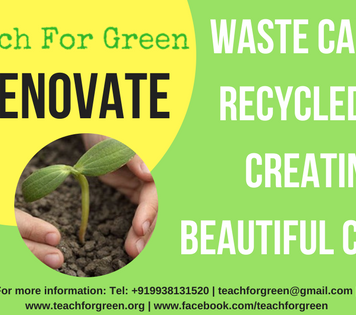 ch For Green
ENOVATE
WASTE CA
RECYCLED
CREATIN
BEAUTIFUL C
For more information: Tel: +919938131520 | teachforgreen@gmail.com
www.teachforgreen.org | www.facebook.com/teachforgreen